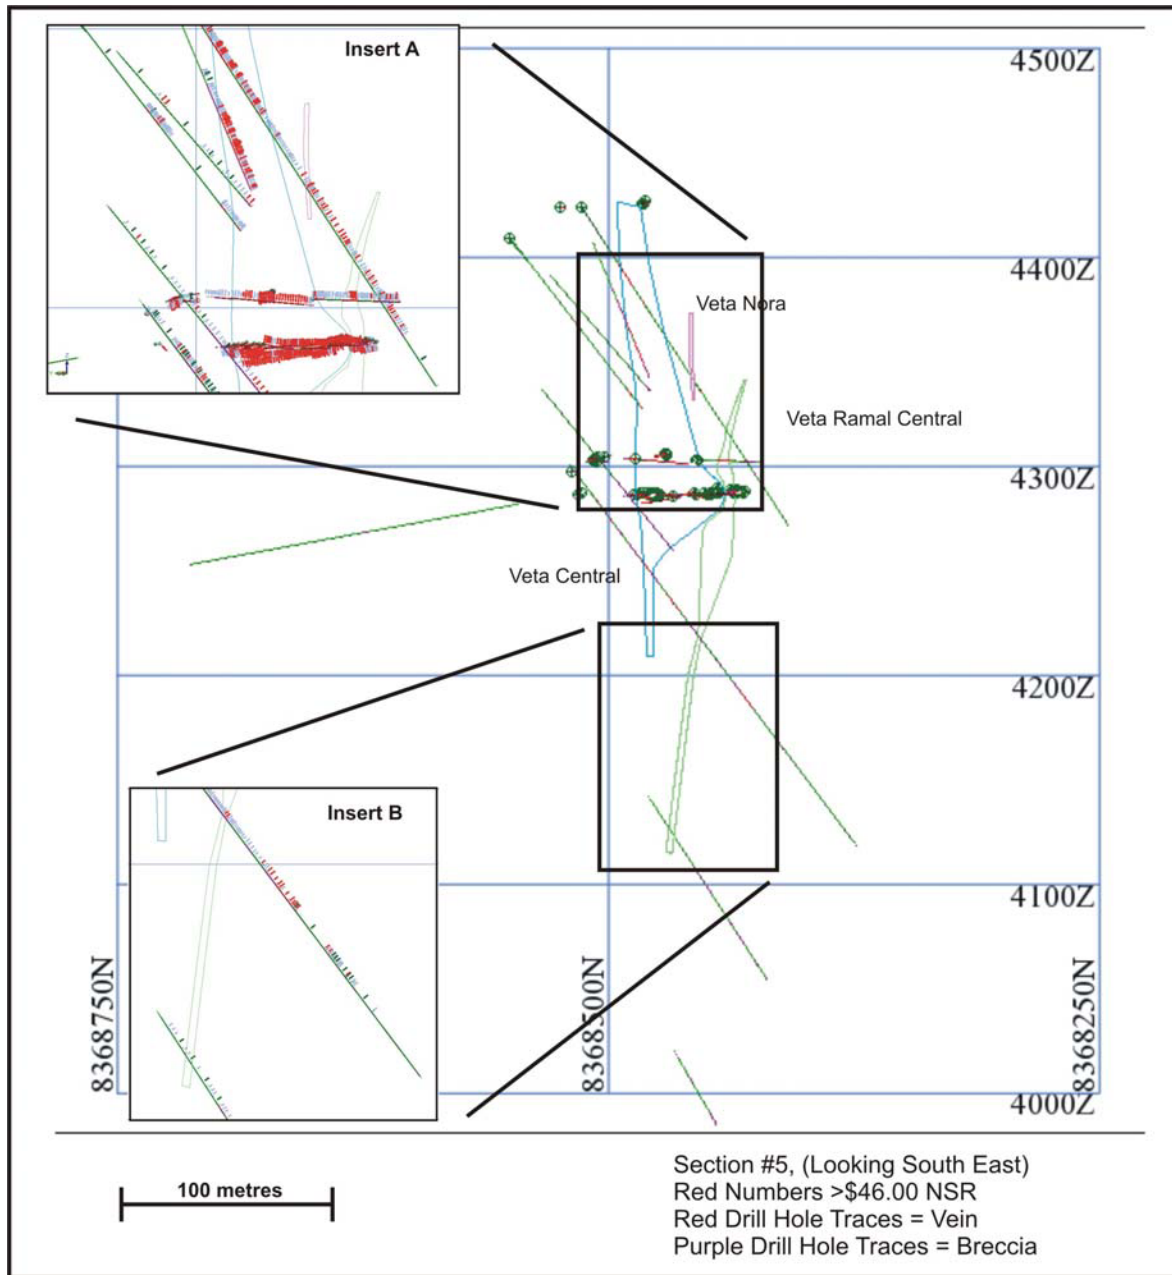 Insert A
4500Z
4400Z
Veta Nora
Veta Ramal Central
4300Z
Veta Central
4200Z
Insert B
4100Z
8368750N
8368500N
8368250N
4000Z
100 metres
Section #5, (Looking South East)
Red Numbers >$46.00 NSR
Red Drill Hole Traces = Vein
Purple Drill Hole Traces = Breccia